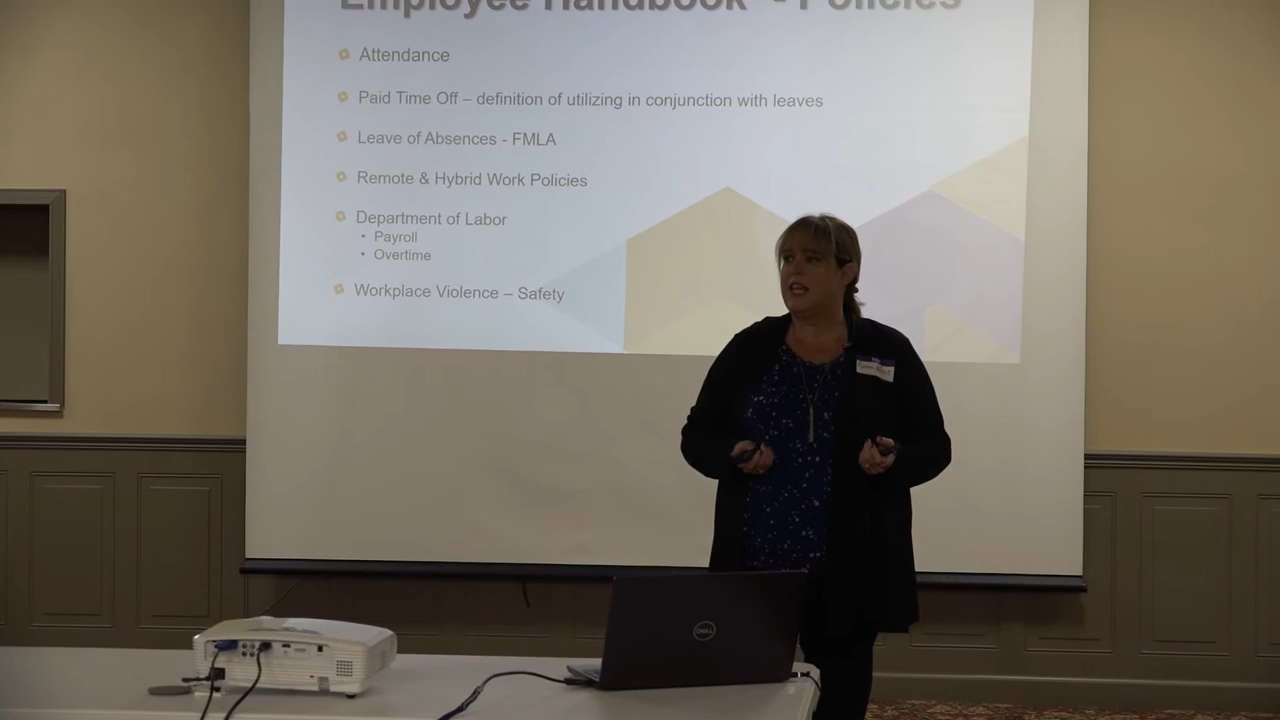 Employee Handbook - Policies
Attendance
Paid Time Off – definition of utilizing in conjunction with leaves
Leave of Absences - FMLA
Remote & Hybrid Work Policies
Department of Labor
• Payroll
• Overtime
Workplace Violence – Safety
DELL